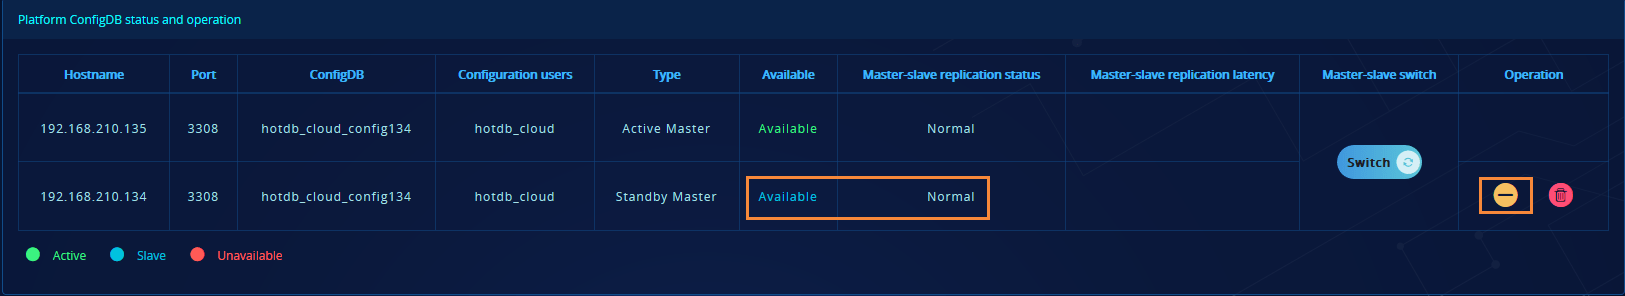 Platform ConfigDB status and operation
Hostname Port ConfigDB Configuration users Type Available Master-slave replication status Master-slave replication latency Master-slave switch Operation
192.168.210.135 3308 hotdb_cloud_config134 hotdb_cloud Active Master Available Normal
Switch
192.168.210.134 3308 hotdb_cloud_config134 hotdb_cloud Standby Master Available Normal
Active Slave Unavailable